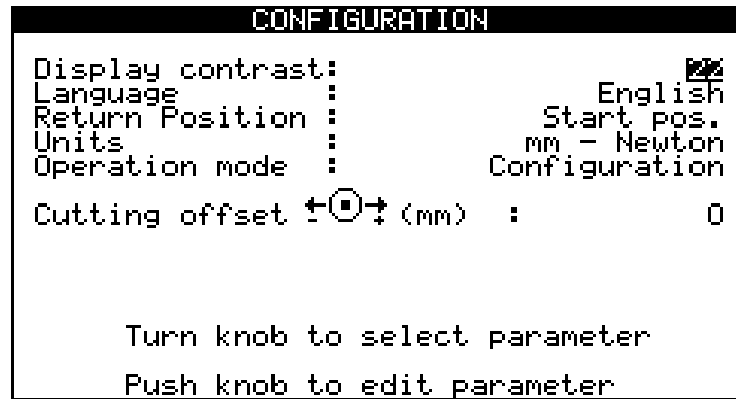 CONFIGURATION
Display contrast:
Language : English
Return Position : Start pos.
Units : mm - Newton
Operation mode : Configuration
Cutting offset - + (mm) : 0
Turn knob to select parameter
Push knob to edit parameter